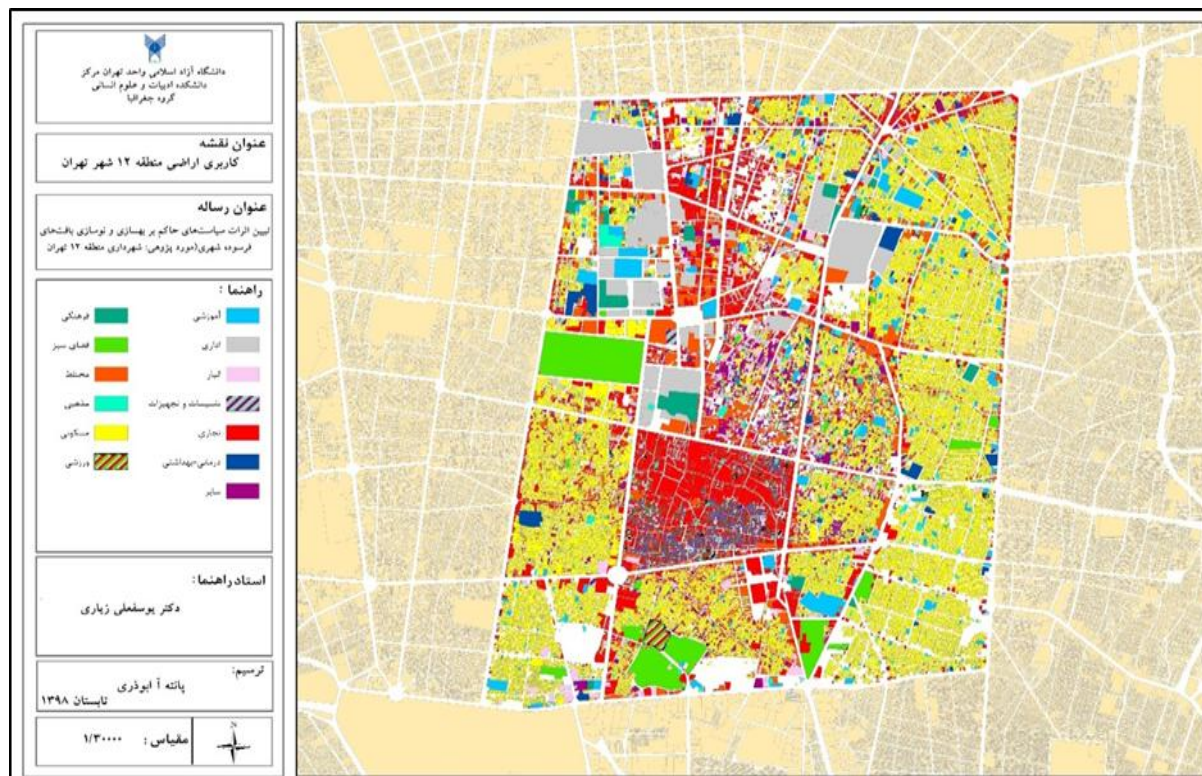 دانشگاه آزاد اسلامی واحد تهران مرکز
دانشکده ادبیات و علوم انسانی
گروه جغرافیا
عنوان نقشه
کاربری اراضی منطقه ۱۲ شهر تهران
عنوان رساله
تبیین اثرات سیاست‌های حاکم بر بهسازی و نوسازی بافت‌های
فرسوده شهری(مورد پژوهی: شهرداری منطقه ۱۲ تهران
راهنما :
آموزشی
فرهنگی
اداری
فضای سبز
انبار
مختلط
تاسیسات و تجهیزات
مذهبی
تجاری
مسکونی
درمانی-بهداشتی
ورزشی
سایر
استاد راهنما :
دکتر یوسفعلی زیاری
ترسیم:
پانته آ ابوذری
تابستان ۱۳۹۸
مقیاس : ۱/۳۰۰۰۰
N